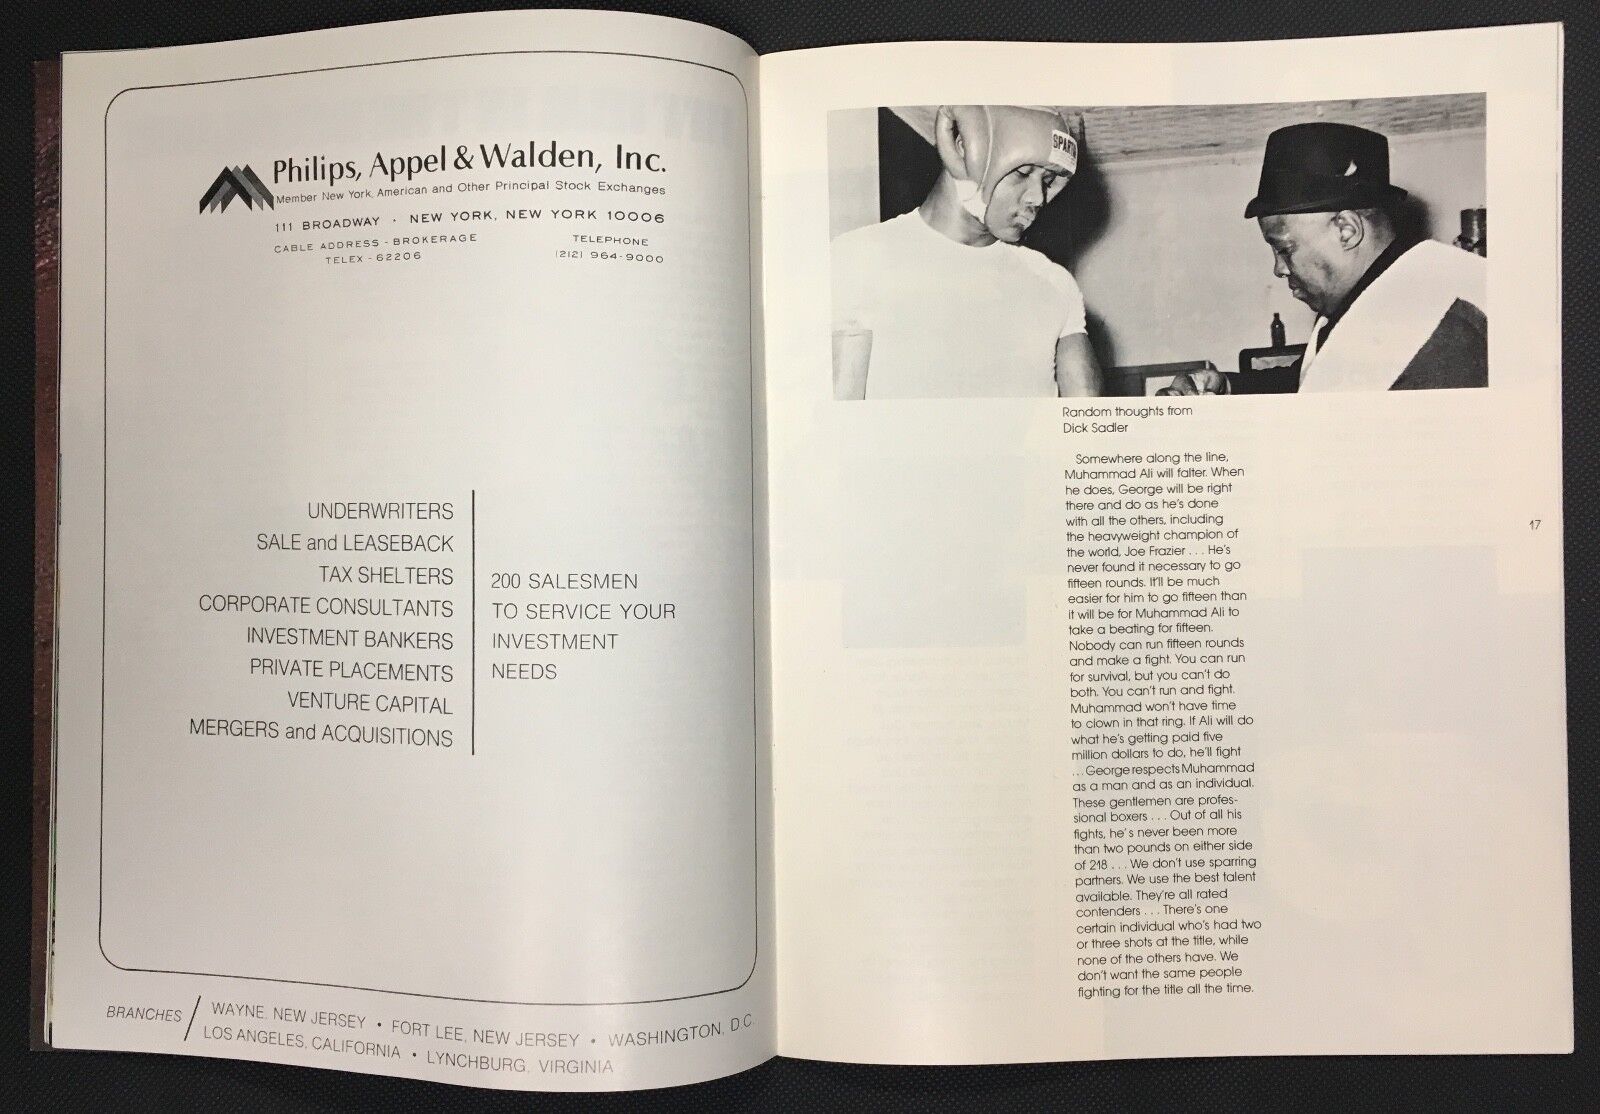 Philips, Appel & Walden, Inc.
Member New York, American and Other Principal Stock Exchanges
111 BROADWAY · NEW YORK, NEW YORK 10006
CABLE ADDRESS - BROKERAGE
TELEX - 62206
TELEPHONE
(212) 964-9000
UNDERWRITERS
SALE and LEASEBACK
TAX SHELTERS
CORPORATE CONSULTANTS
INVESTMENT BANKERS
PRIVATE PLACEMENTS
VENTURE CAPITAL
MERGERS and ACQUISITIONS
200 SALESMEN
TO SERVICE YOUR
INVESTMENT
NEEDS
BRANCHES / WAYNE, NEW JERSEY • FORT LEE, NEW JERSEY • WASHINGTON, D.C.
LOS ANGELES, CALIFORNIA • LYNCHBURG, VIRGINIA
Random thoughts from
Dick Sadler
Somewhere along the line,
Muhammad Ali will falter. When
he does, George will be right
there and do as he's done
with all the others, including
the heavyweight champion of
the world, Joe Frazier . . . He's
never found it necessary to go
fifteen rounds. It'll be much
easier for him to go fifteen than
it will be for Muhammad Ali to
take a beating for fifteen.
Nobody can run fifteen rounds
and make a fight. You can run
for survival, but you can't do
both. You can't run and fight.
Muhammad won't have time
to clown in that ring. If Ali will do
what he's getting paid five
million dollars to do, he'll fight
. . . George respects Muhammad
as a man and as an individual.
These gentlemen are profes-
sional boxers . . . Out of all his
fights, he's never been more
than two pounds on either side
of 218 . . . We don't use sparring
partners. We use the best talent
available. They're all rated
contenders . . . There's one
certain individual who's had two
or three shots at the title, while
none of the others have. We
don't want the same people
fighting for the title all the time.
17